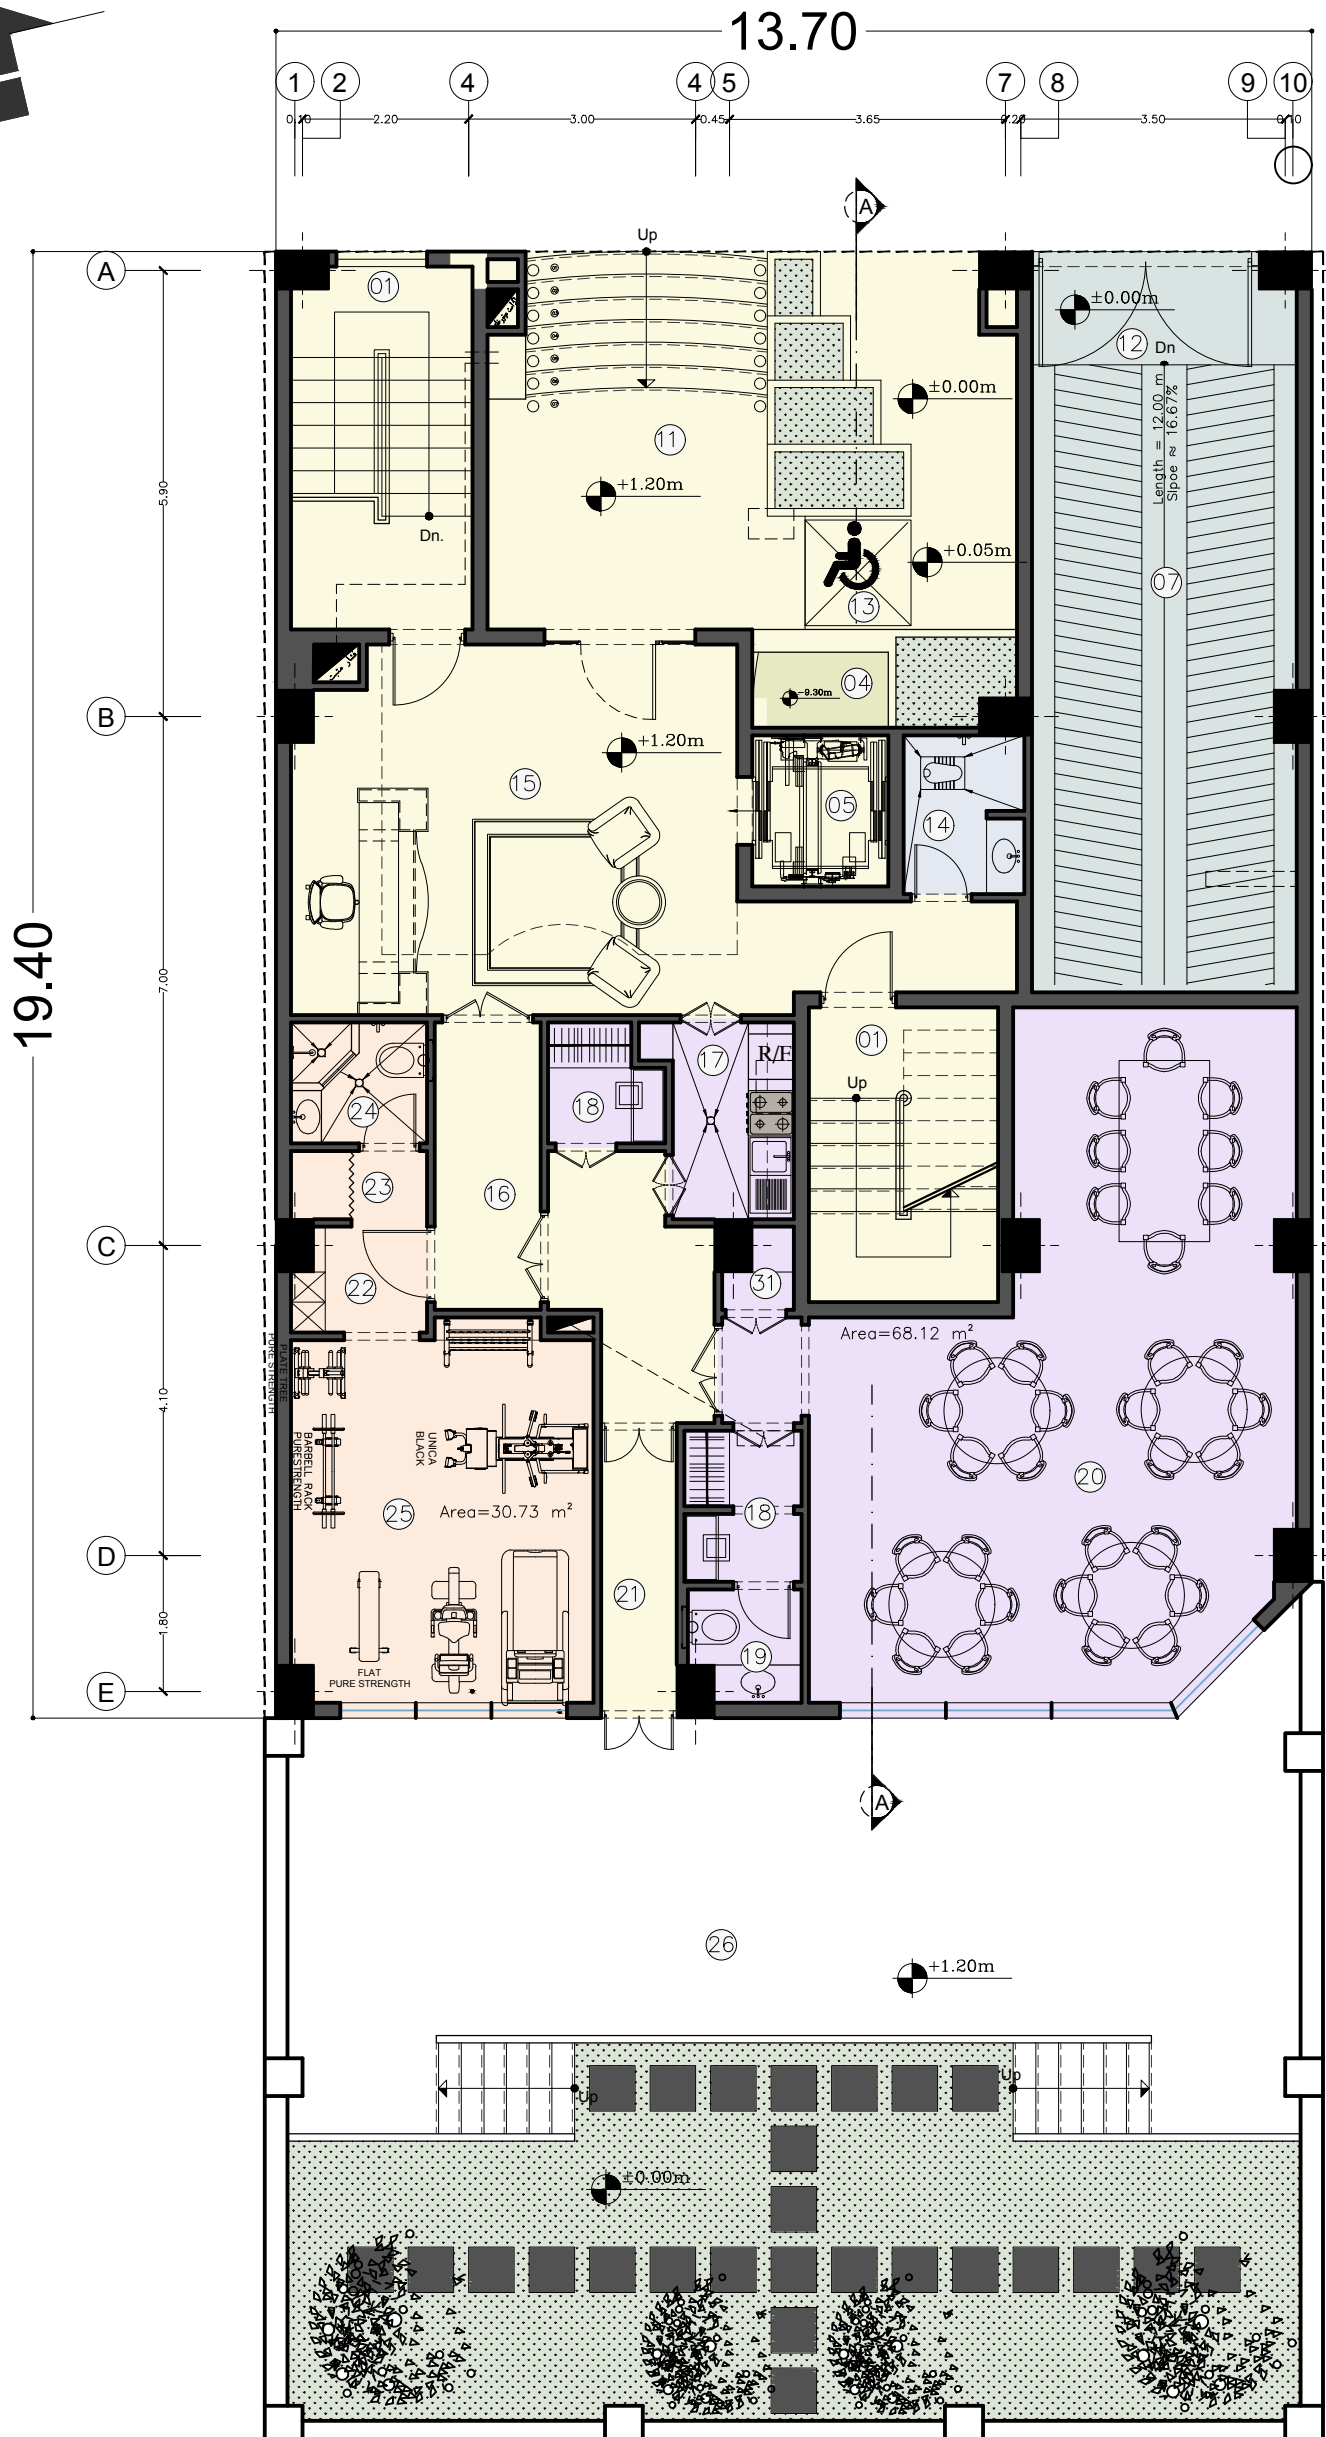 13.70
1 2 4 4 5 7 8 9 10
0.10 2.20 3.00 0.45 3.65 0.20 3.50 0.10
A
Up
A
01
±0.00m
12 Dn
±0.00m
11
Length = 12.00 m
Slpoe ≈ 16.67%
+1.20m
5.90
Dn.
+0.05m
07
13
04
-9.30m
B
+1.20m
15
05
14
19.40
7.00
17
R/F
01
Up
24
18
23
16
C
22
31
Area=68.12 m²
PLATE TREE
PURE STRENGTH
4.10
UNICA
BLACK
BARBELL RACK
PURESTRENGTH
20
25
Area=30.73 m²
18
D
21
1.80
19
FLAT
PURE STRENGTH
E
A
26
+1.20m
Up
Up
±0.00m